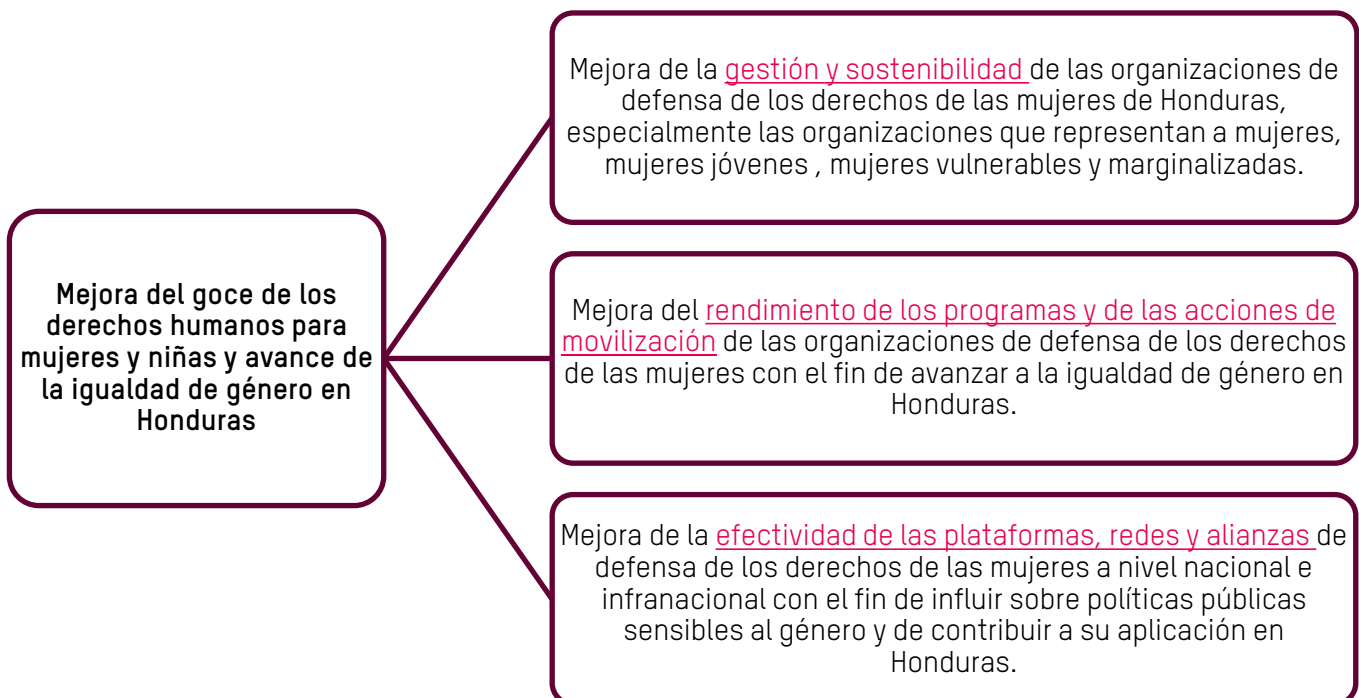 Mejora de la gestión y sostenibilidad de las organizaciones de
defensa de los derechos de las mujeres de Honduras,
especialmente las organizaciones que representan a mujeres,
mujeres jóvenes , mujeres vulnerables y marginalizadas.
Mejora del goce de los
derechos humanos para
mujeres y niñas y avance de
la igualdad de género en
Honduras
Mejora del rendimiento de los programas y de las acciones de
movilización de las organizaciones de defensa de los derechos
de las mujeres con el fin de avanzar a la igualdad de género en
Honduras.
Mejora de la efectividad de las plataformas, redes y alianzas de
defensa de los derechos de las mujeres a nivel nacional e
infranacional con el fin de influir sobre políticas públicas
sensibles al género y de contribuir a su aplicación en
Honduras.